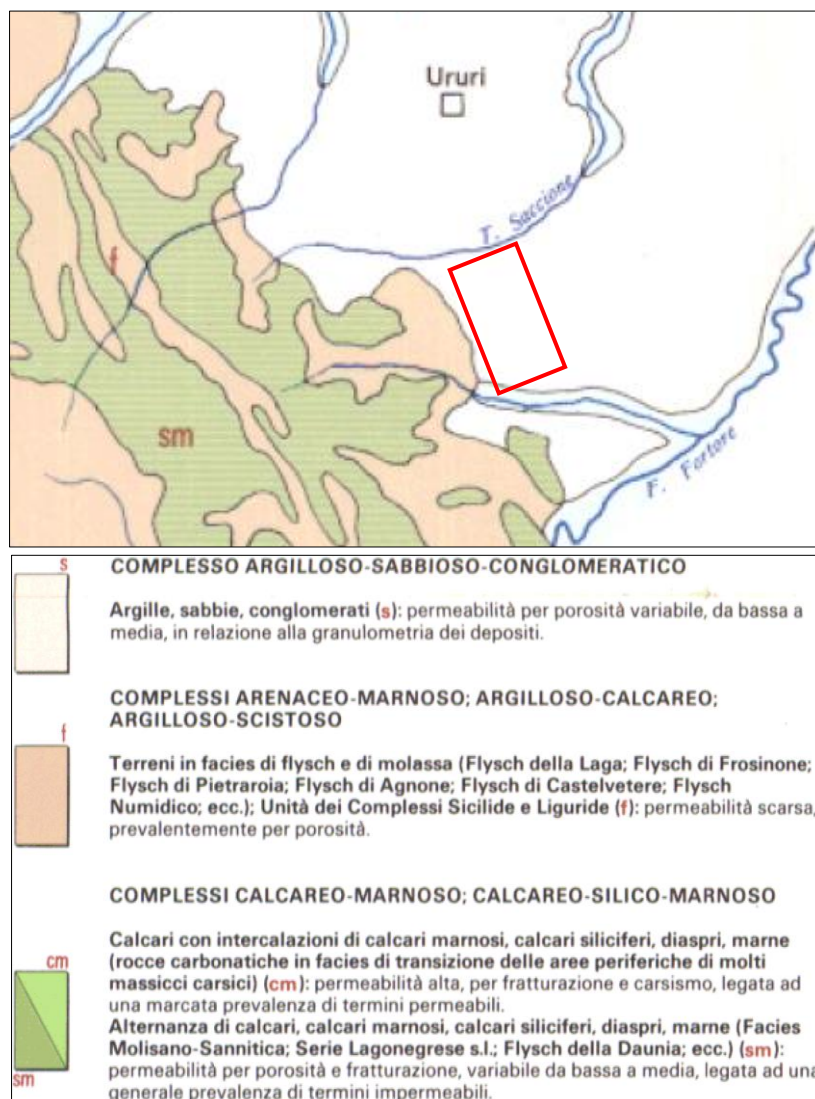 Ururi
T. Saccione
f
sm
F. Fortore
s
COMPLESSO ARGILLOSO-SABBIOSO-CONGLOMERATICO
Argille, sabbie, conglomerati (s): permeabilità per porosità variabile, da bassa a
media, in relazione alla granulometria dei depositi.
COMPLESSI ARENACEO-MARNOSO; ARGILLOSO-CALCAREO;
ARGILLOSO-SCISTOSO
f
Terreni in facies di flysch e di molassa (Flysch della Laga; Flysch di Frosinone;
Flysch di Pietraroia; Flysch di Agnone; Flysch di Castelvetere; Flysch
Numidico; ecc.); Unità dei Complessi Sicilide e Liguride (f): permeabilità scarsa,
prevalentemente per porosità.
COMPLESSI CALCAREO-MARNOSO; CALCAREO-SILICO-MARNOSO
Calcari con intercalazioni di calcari marnosi, calcari siliciferi, diaspri, marne
cm
(rocce carbonatiche in facies di transizione delle aree periferiche di molti
massicci carsici) (cm): permeabilità alta, per fratturazione e carsismo, legata ad
una marcata prevalenza di termini permeabili.
Alternanza di calcari, calcari marnosi, calcari siliciferi, diaspri, marne (Facies
Molisano-Sannitica; Serie Lagonegrese s.l.; Flysch della Daunia; ecc.) (sm):
sm
permeabilità per porosità e fratturazione, variabile da bassa a media, legata ad una
generale prevalenza di termini impermeabili.